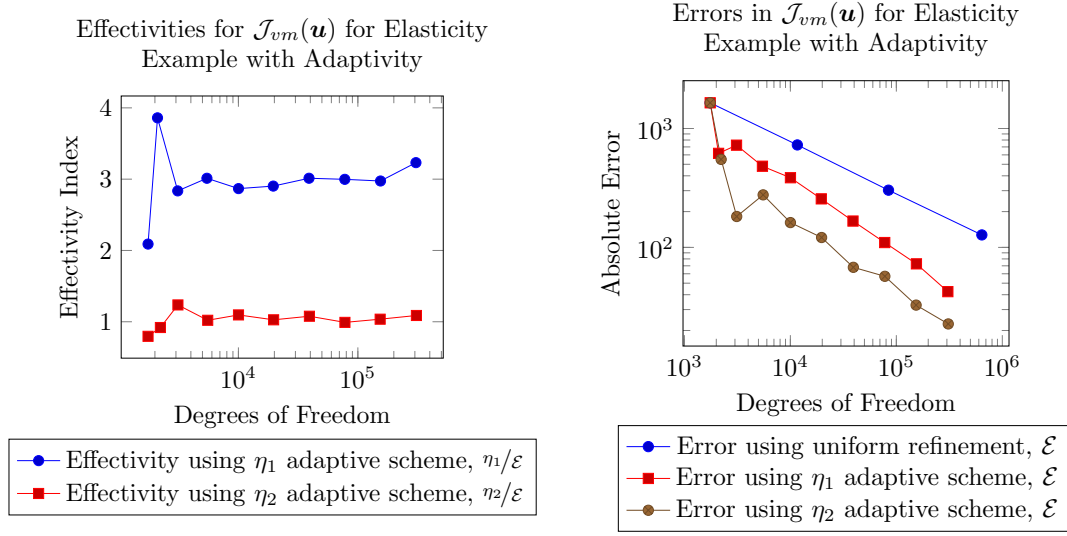 Effectivities for 𝒥vm(𝒖) for Elasticity
Example with Adaptivity
4
3
2
1
10^4
10^5
Effectivity Index
Degrees of Freedom
Effectivity using η1 adaptive scheme, η1/ℰ
Effectivity using η2 adaptive scheme, η2/ℰ
Errors in 𝒥vm(𝒖) for Elasticity
Example with Adaptivity
10^3
10^2
10^3
10^4
10^5
10^6
Absolute Error
Degrees of Freedom
Error using uniform refinement, ℰ
Error using η1 adaptive scheme, ℰ
Error using η2 adaptive scheme, ℰ